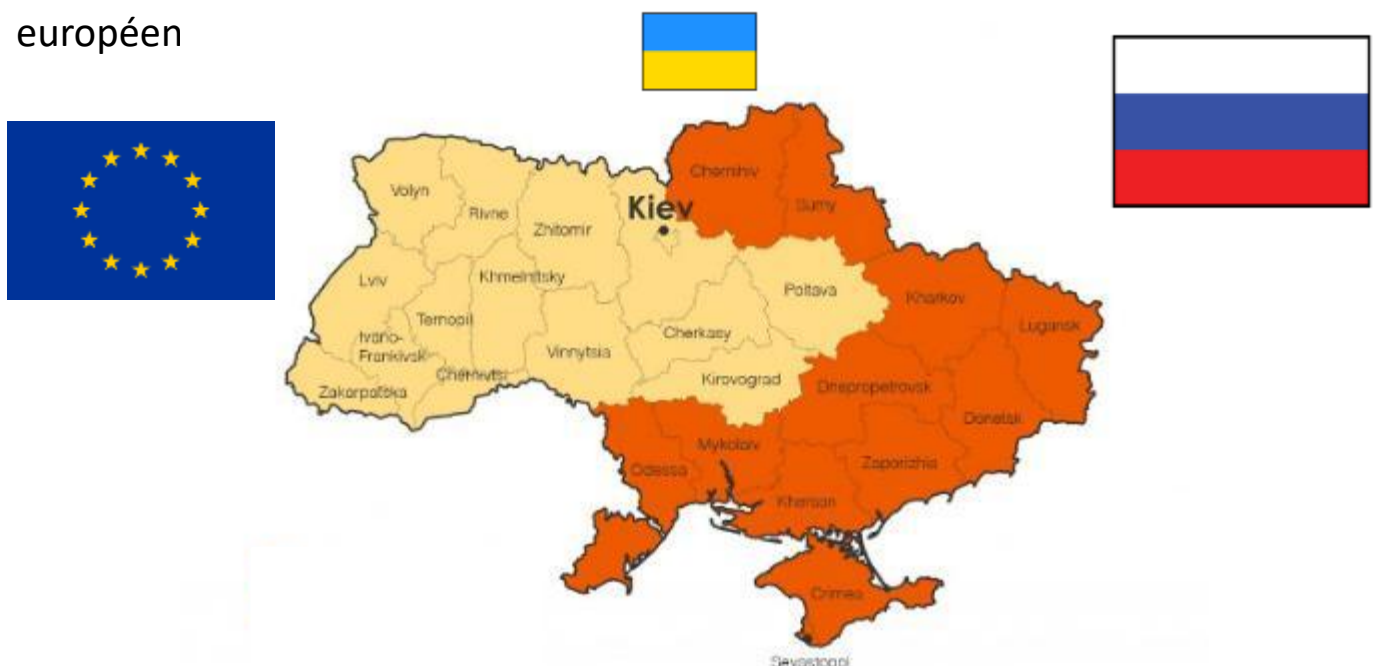 européen
Chernihiv
Sumy
Kiev
Volyn
Rivne
Zhitomir
Lviv
Khmelnitsky
Poltava
Kharkov
Ternopil
Lugansk
Ivano-
Frankivsk
Vinnytsia
Cherkasy
Chernivtsi
Kirovograd
Dnepropetrovsk
Zakarpatska
Donetsk
Mykolaiv
Odessa
Zaporizhia
Kherson
Crimea
Sevastopol